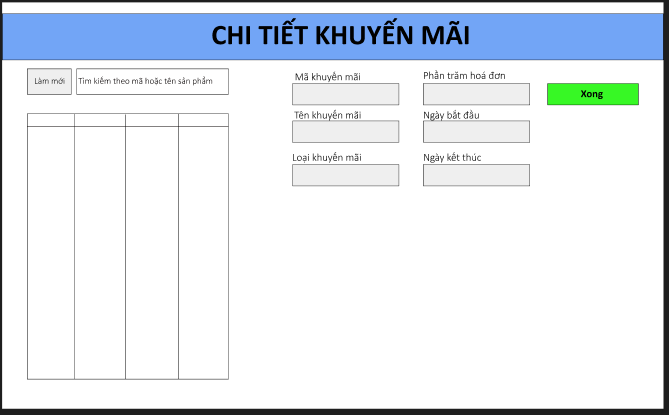 CHI TIẾT KHUYẾN MÃI
Làm mới
Tìm kiếm theo mã hoặc tên sản phẩm
Mã khuyến mãi
Phần trăm hoá đơn
Xong
Tên khuyến mãi
Ngày bắt đầu
Loại khuyến mãi
Ngày kết thúc